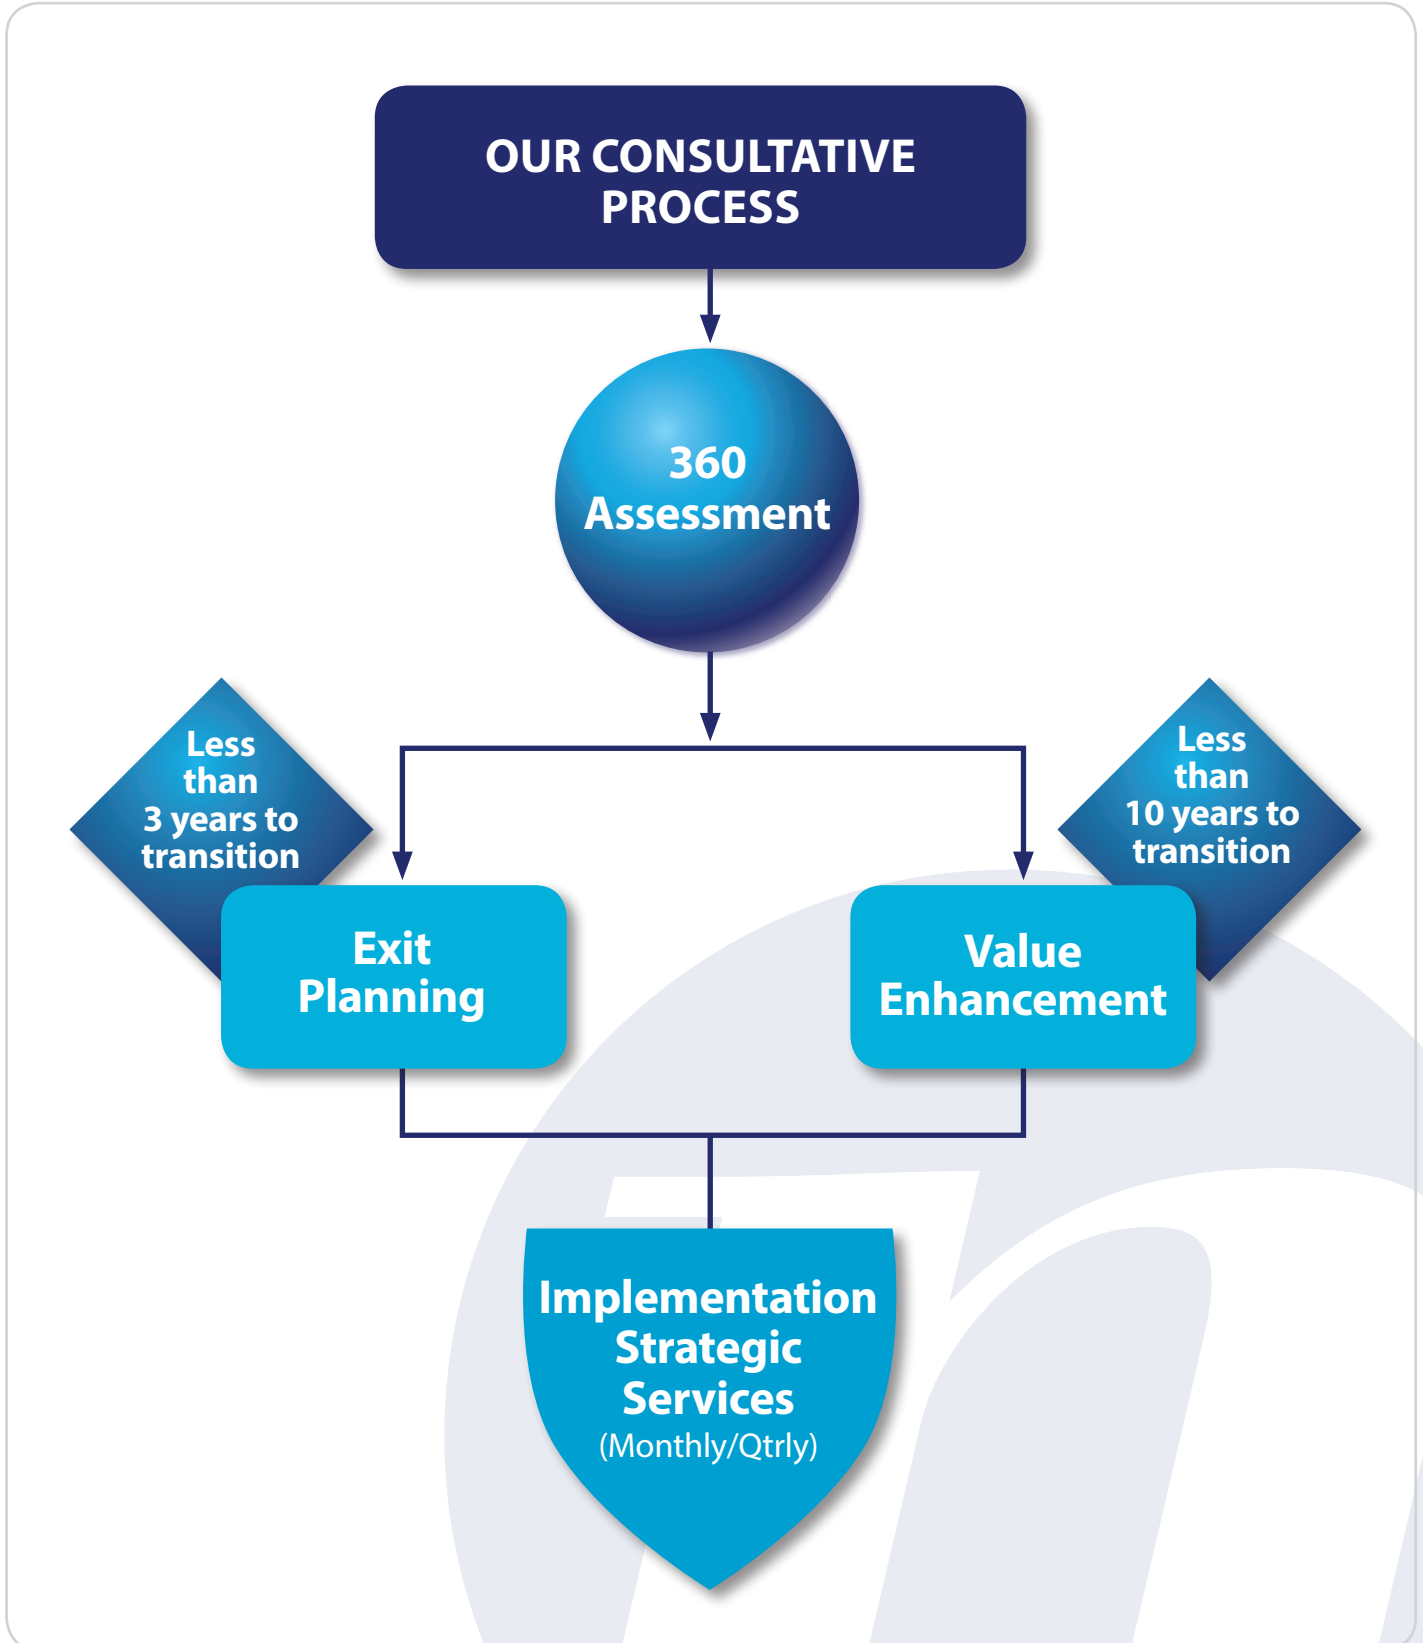 OUR CONSULTATIVE
PROCESS
360
Assessment
Less
than
3 years to
transition
Less
than
10 years to
transition
Exit
Planning
Value
Enhancement
Implementation
Strategic
Services
(Monthly/Qtrly)